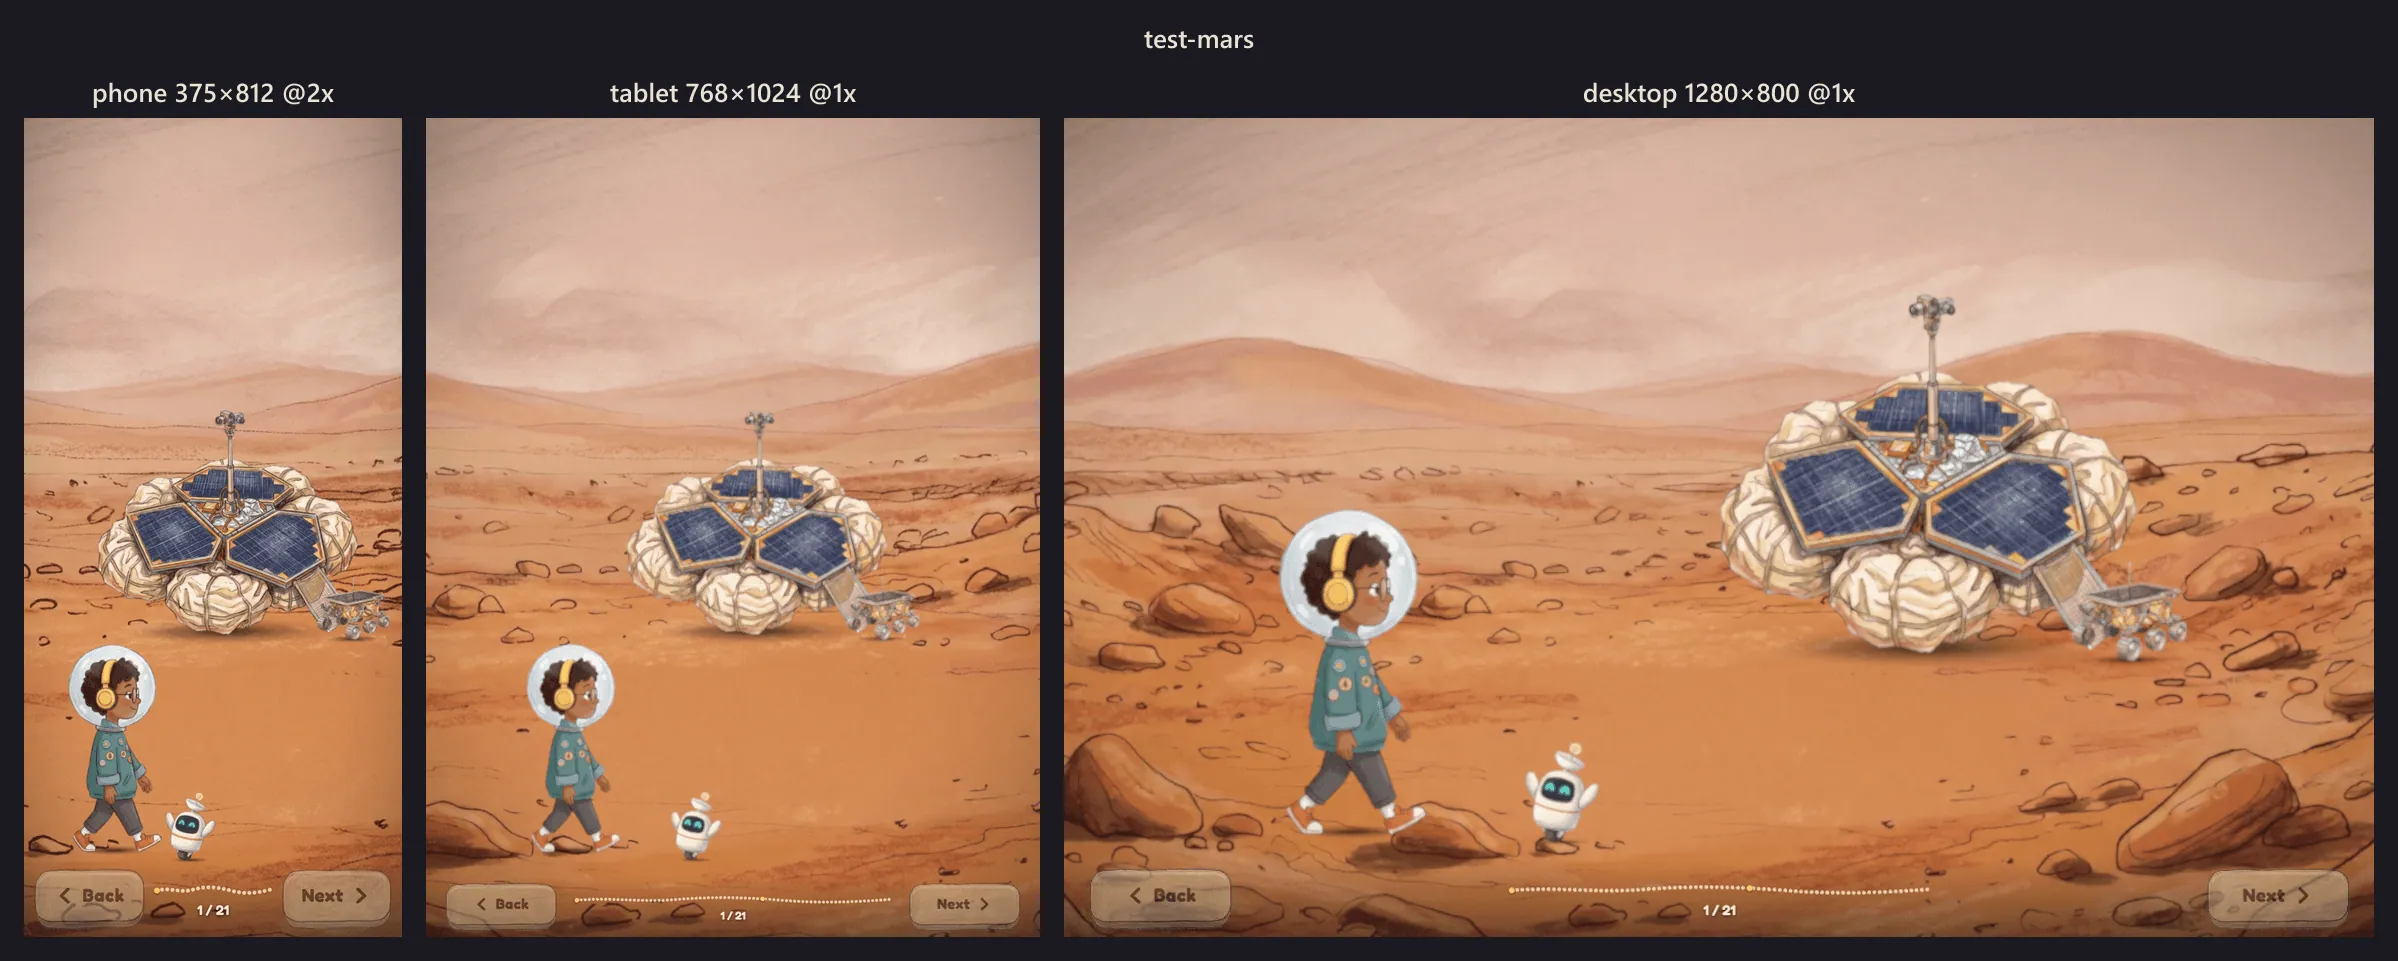 test-mars
phone 375×812 @2x
tablet 768×1024 @1x
desktop 1280×800 @1x
Back
1/21
Next
Back
1/21
Next
Back
1/21
Next